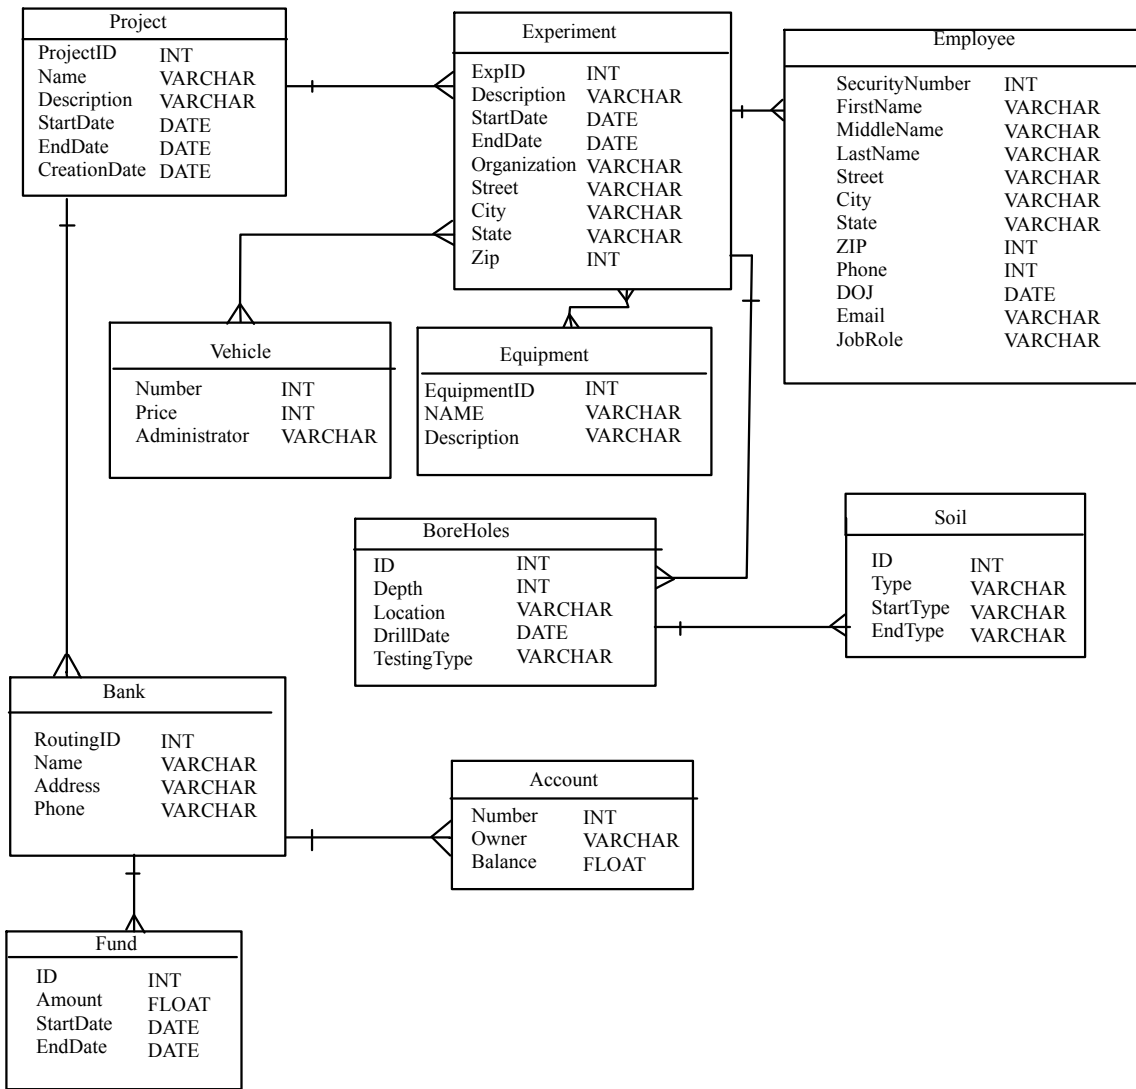 Project
ProjectID INT
Name VARCHAR
Description VARCHAR
StartDate DATE
EndDate DATE
CreationDate DATE
Experiment
ExpID INT
Description VARCHAR
StartDate DATE
EndDate DATE
Organization VARCHAR
Street VARCHAR
City VARCHAR
State VARCHAR
Zip INT
Employee
SecurityNumber INT
FirstName VARCHAR
MiddleName VARCHAR
LastName VARCHAR
Street VARCHAR
City VARCHAR
State VARCHAR
ZIP INT
Phone INT
DOJ DATE
Email VARCHAR
JobRole VARCHAR
Vehicle
Number INT
Price INT
Administrator VARCHAR
Equipment
EquipmentID INT
NAME VARCHAR
Description VARCHAR
BoreHoles
ID INT
Depth INT
Location VARCHAR
DrillDate DATE
TestingType VARCHAR
Soil
ID INT
Type VARCHAR
StartType VARCHAR
EndType VARCHAR
Bank
RoutingID INT
Name VARCHAR
Address VARCHAR
Phone VARCHAR
Account
Number INT
Owner VARCHAR
Balance FLOAT
Fund
ID INT
Amount FLOAT
StartDate DATE
EndDate DATE